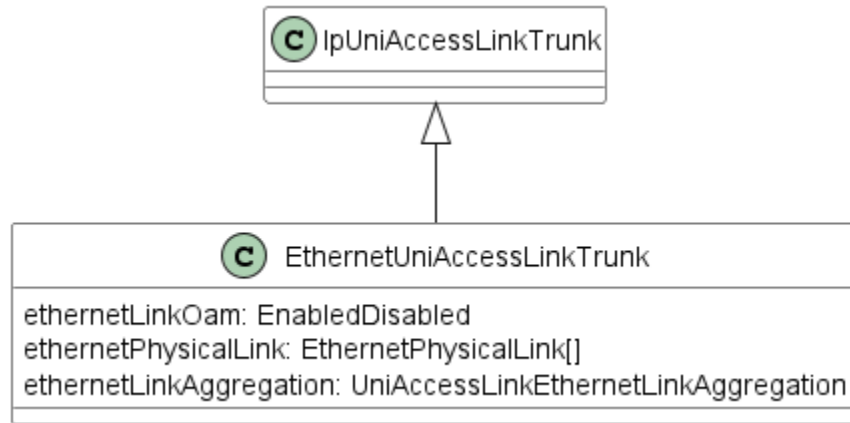 C IpUniAccessLinkTrunk
C EthernetUniAccessLinkTrunk
ethernetLinkOam: EnabledDisabled
ethernetPhysicalLink: EthernetPhysicalLink[]
ethernetLinkAggregation: UniAccessLinkEthernetLinkAggregation